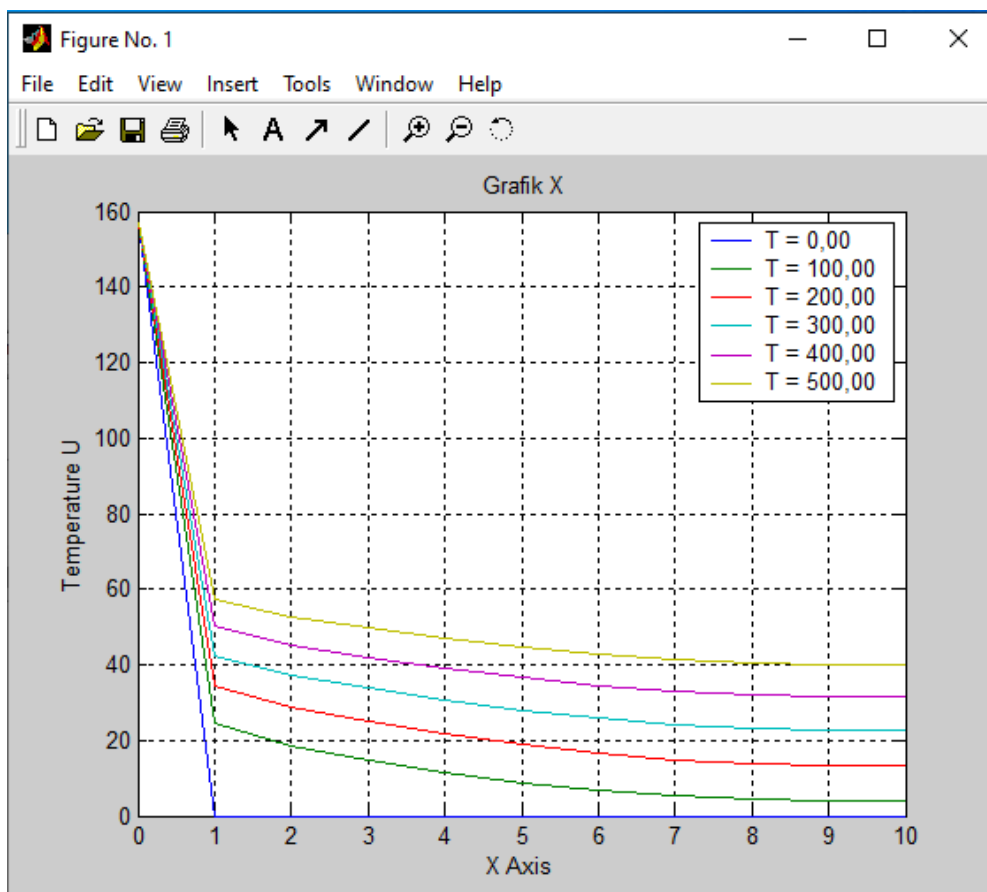 Figure No. 1
File Edit View Insert Tools Window Help
A
Grafik X
160
140
120
100
80
60
40
20
0
Temperature U
T = 0,00
T = 100,00
T = 200,00
T = 300,00
T = 400,00
T = 500,00
0 1 2 3 4 5 6 7 8 9 10
X Axis